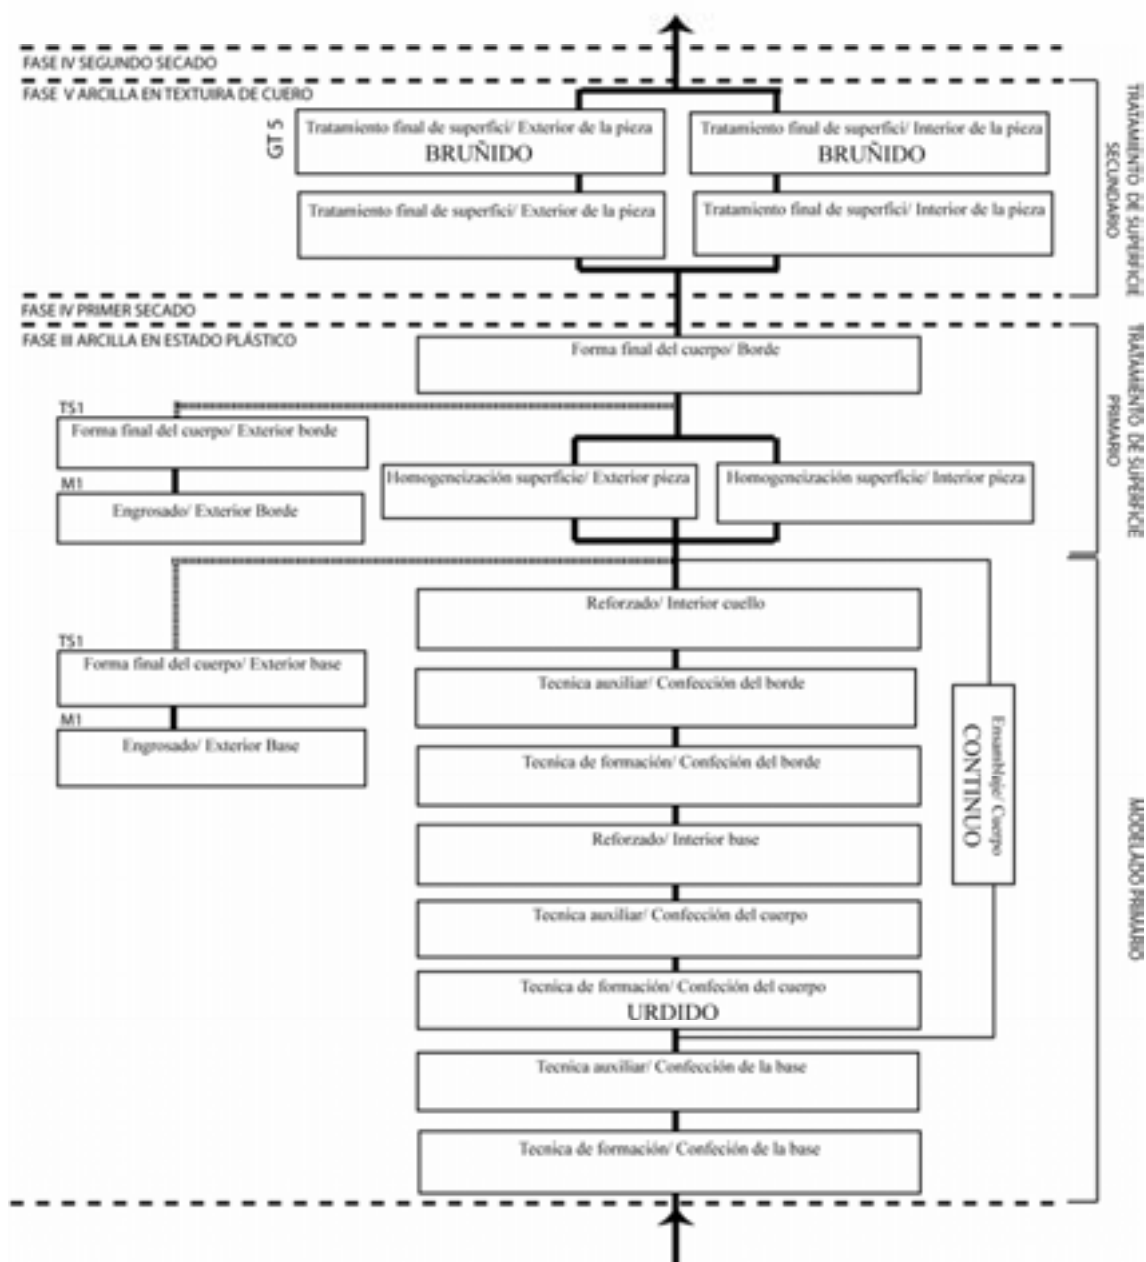 FASE IV SEGUNDO SECADO
FASE V ARCILLA EN TEXTUIRA DE CUERO
GT 5
Tratamiento final de superfici/ Exterior de la pieza
BRUÑIDO
Tratamiento final de superfici/ Interior de la pieza
BRUÑIDO
Tratamiento final de superfici/ Exterior de la pieza
Tratamiento final de superfici/ Interior de la pieza
TRATAMIENTO DE SUPERFICIE
SECUNDARIO
FASE IV PRIMER SECADO
FASE III ARCILLA EN ESTADO PLÁSTICO
Forma final del cuerpo/ Borde
TS1
Forma final del cuerpo/ Exterior borde
M1
Engrosado/ Exterior Borde
Homogeneización superficie/ Exterior pieza
Homogeneización superficie/ Interior pieza
TRATAMIENTO DE SUPERFICIE
PRIMARIO
Reforzado/ Interior cuello
TS1
Forma final del cuerpo/ Exterior base
M1
Engrosado/ Exterior Base
Tecnica auxiliar/ Confección del borde
Tecnica de formación/ Confeción del borde
Reforzado/ Interior base
Tecnica auxiliar/ Confección del cuerpo
Tecnica de formación/ Confeción del cuerpo
URDIDO
Tecnica auxiliar/ Confección de la base
Tecnica de formación/ Confeción de la base
Ensamblaje/ Cuerpo
CONTINUO
MODELADO PRIMARIO